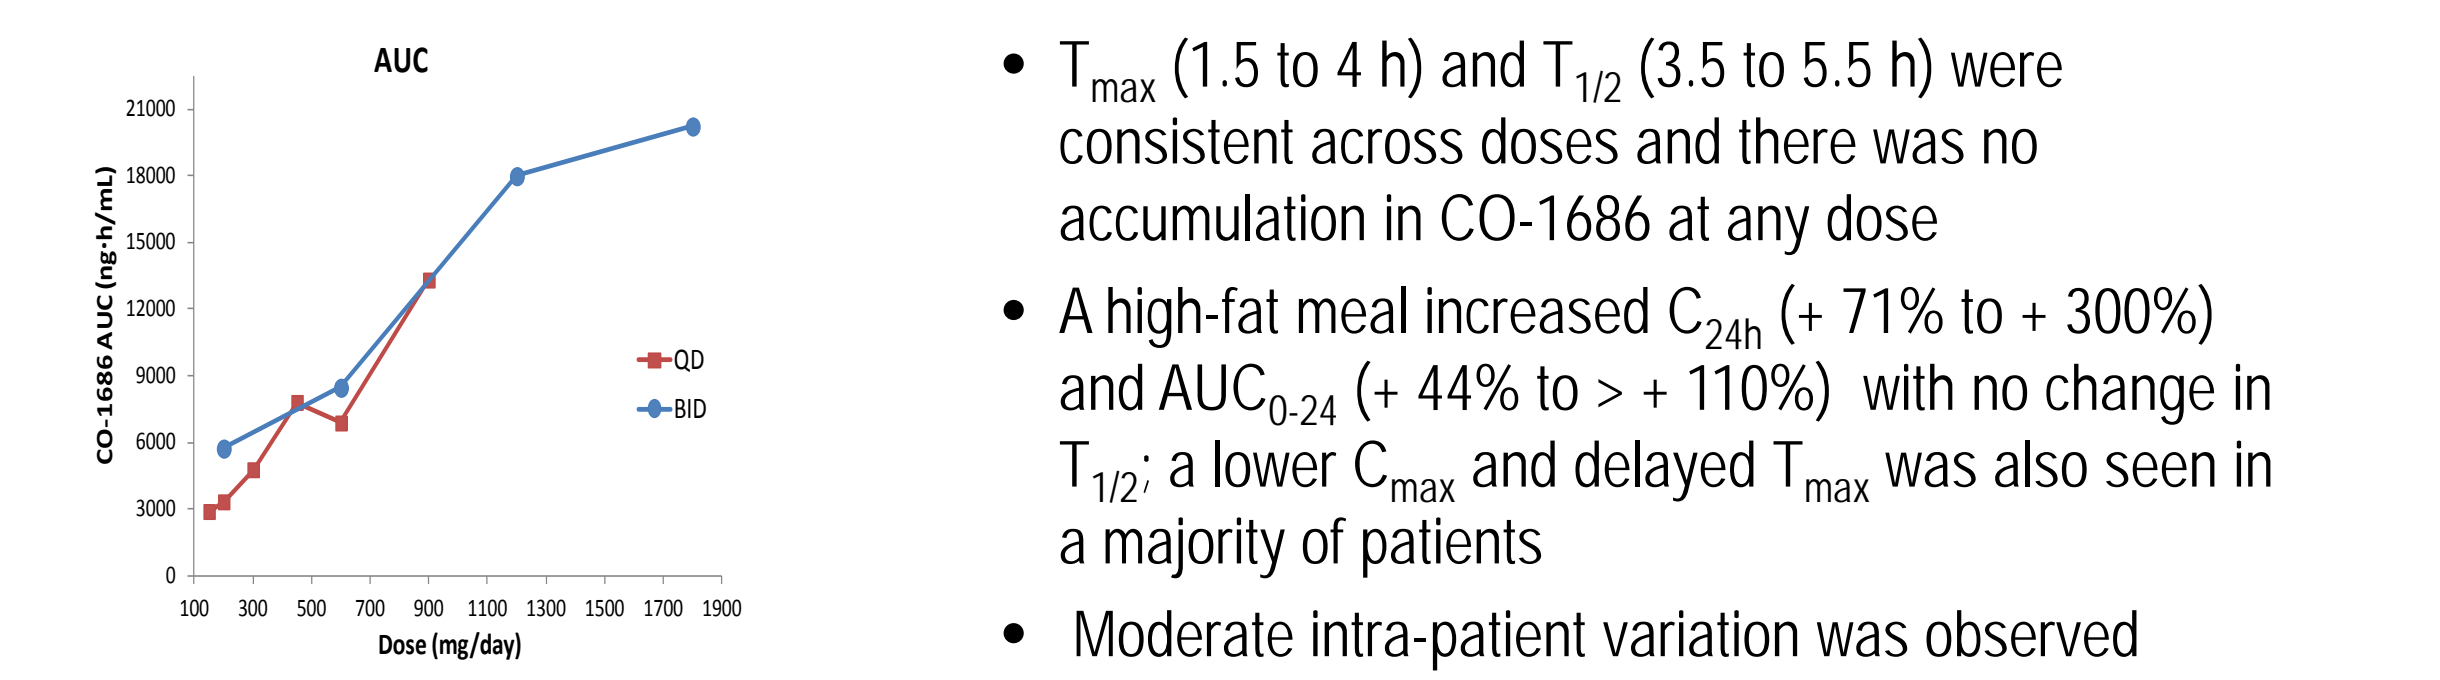 AUC
21000
18000
15000
12000
9000
6000
3000
0
CO-1686 AUC (ng·h/mL)
100 300 500 700 900 1100 1300 1500 1700 1900
Dose (mg/day)
QD
BID
• Tmax (1.5 to 4 h) and T1/2 (3.5 to 5.5 h) were
consistent across doses and there was no
accumulation in CO-1686 at any dose
• A high-fat meal increased C24h (+ 71% to + 300%)
and AUC0-24 (+ 44% to > + 110%) with no change in
T1/2; a lower Cmax and delayed Tmax was also seen in
a majority of patients
• Moderate intra-patient variation was observed